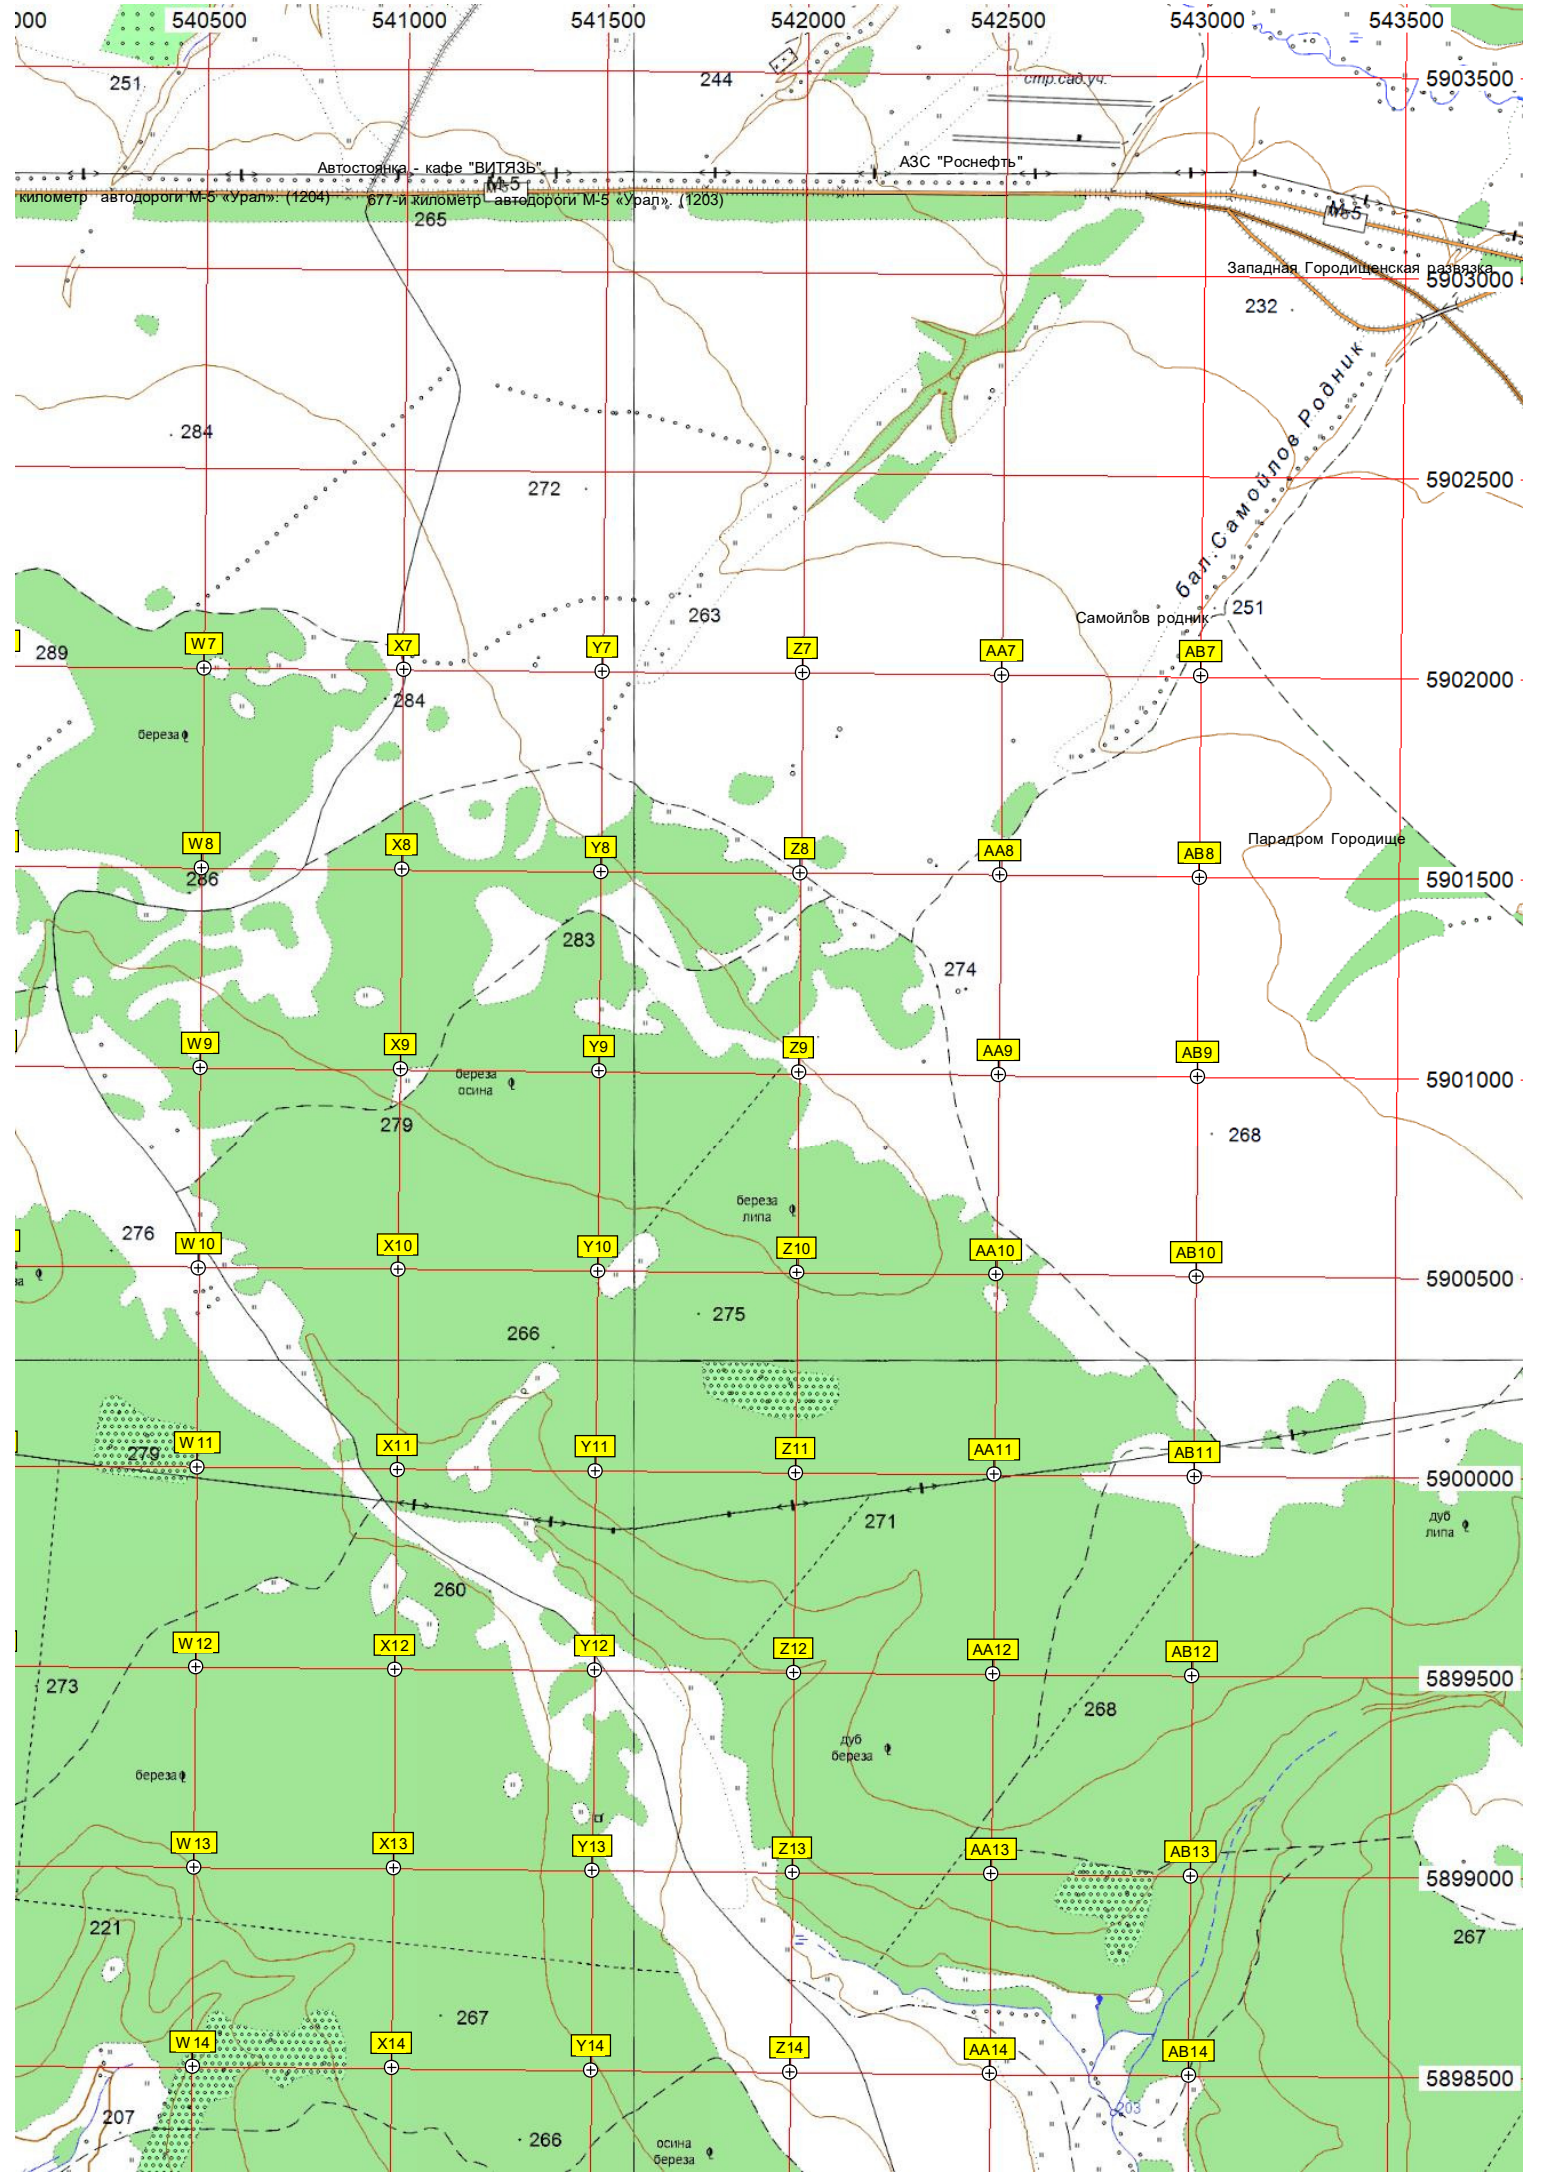 540500 541000 541500 542000 542500 543000 543500
251
244
стр.сад.уч.
5903500
Автостоянка - кафе "ВИТЯЗЬ"
АЗС "Роснефть"
М-5
километр автодороги М-5 «Урал». (1204)
677-й километр автодороги М-5 «Урал». (1203)
М-5
265
Западная Городищенская развязка
5903000
232
бал. Самойлов Родник
284
272
5902500
263
Самойлов родник
251
289
W7 X7 Y7 Z7 AA7 AB7
5902000
284
береза
Парадром Городище
W8 X8 Y8 Z8 AA8 AB8
286
5901500
283
274
W9 X9 Y9 Z9 AA9 AB9
береза
осина
5901000
279
268
береза
липа
276
W10 X10 Y10 Z10 AA10 AB10
5900500
275
266
279
W11 X11 Y11 Z11 AA11 AB11
5900000
271
дуб
липа
260
W12 X12 Y12 Z12 AA12 AB12
273
5899500
268
дуб
береза
береза
W13 X13 Y13 Z13 AA13 AB13
5899000
221
267
267
W14 X14 Y14 Z14 AA14 AB14
5898500
207
203
266
осина
береза